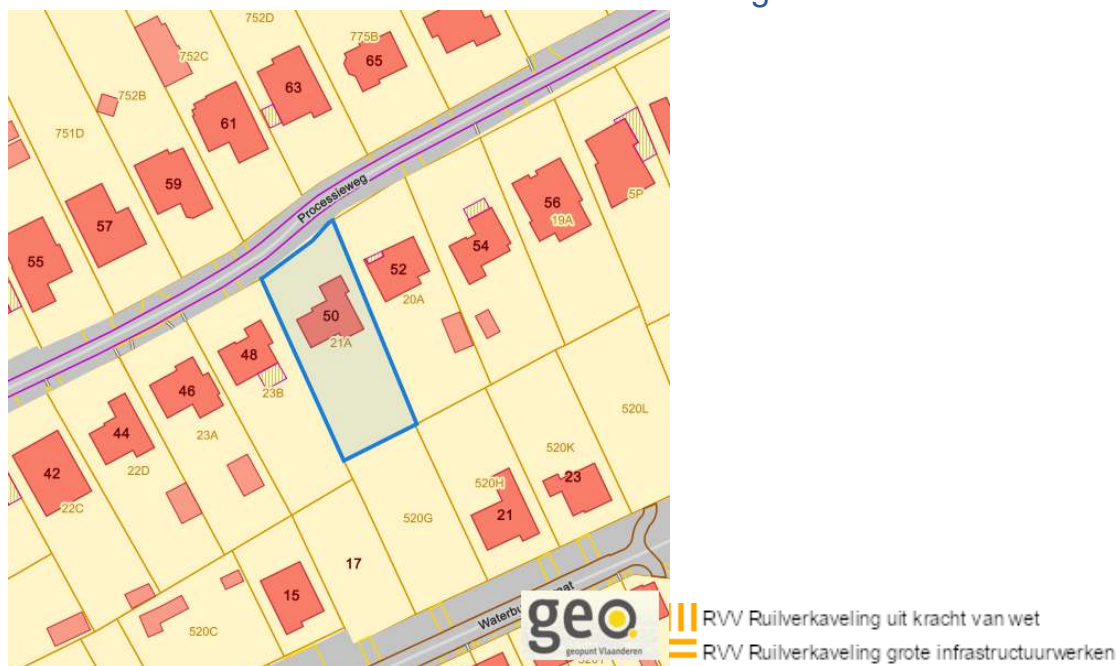 g
752D
775B
752C
65
63
752B
61
751D
59
Processieweg
57
56
5P
19A
55
54
52
20A
50
21A
48
23B
46
520L
44
23A
520K
42
22D
23
520H
22C
520G
21
17
15
520C
geo
geopunt Vlaanderen
RVV Ruilverkaveling uit kracht van wet
RVV Ruilverkaveling grote infrastructuurwerken